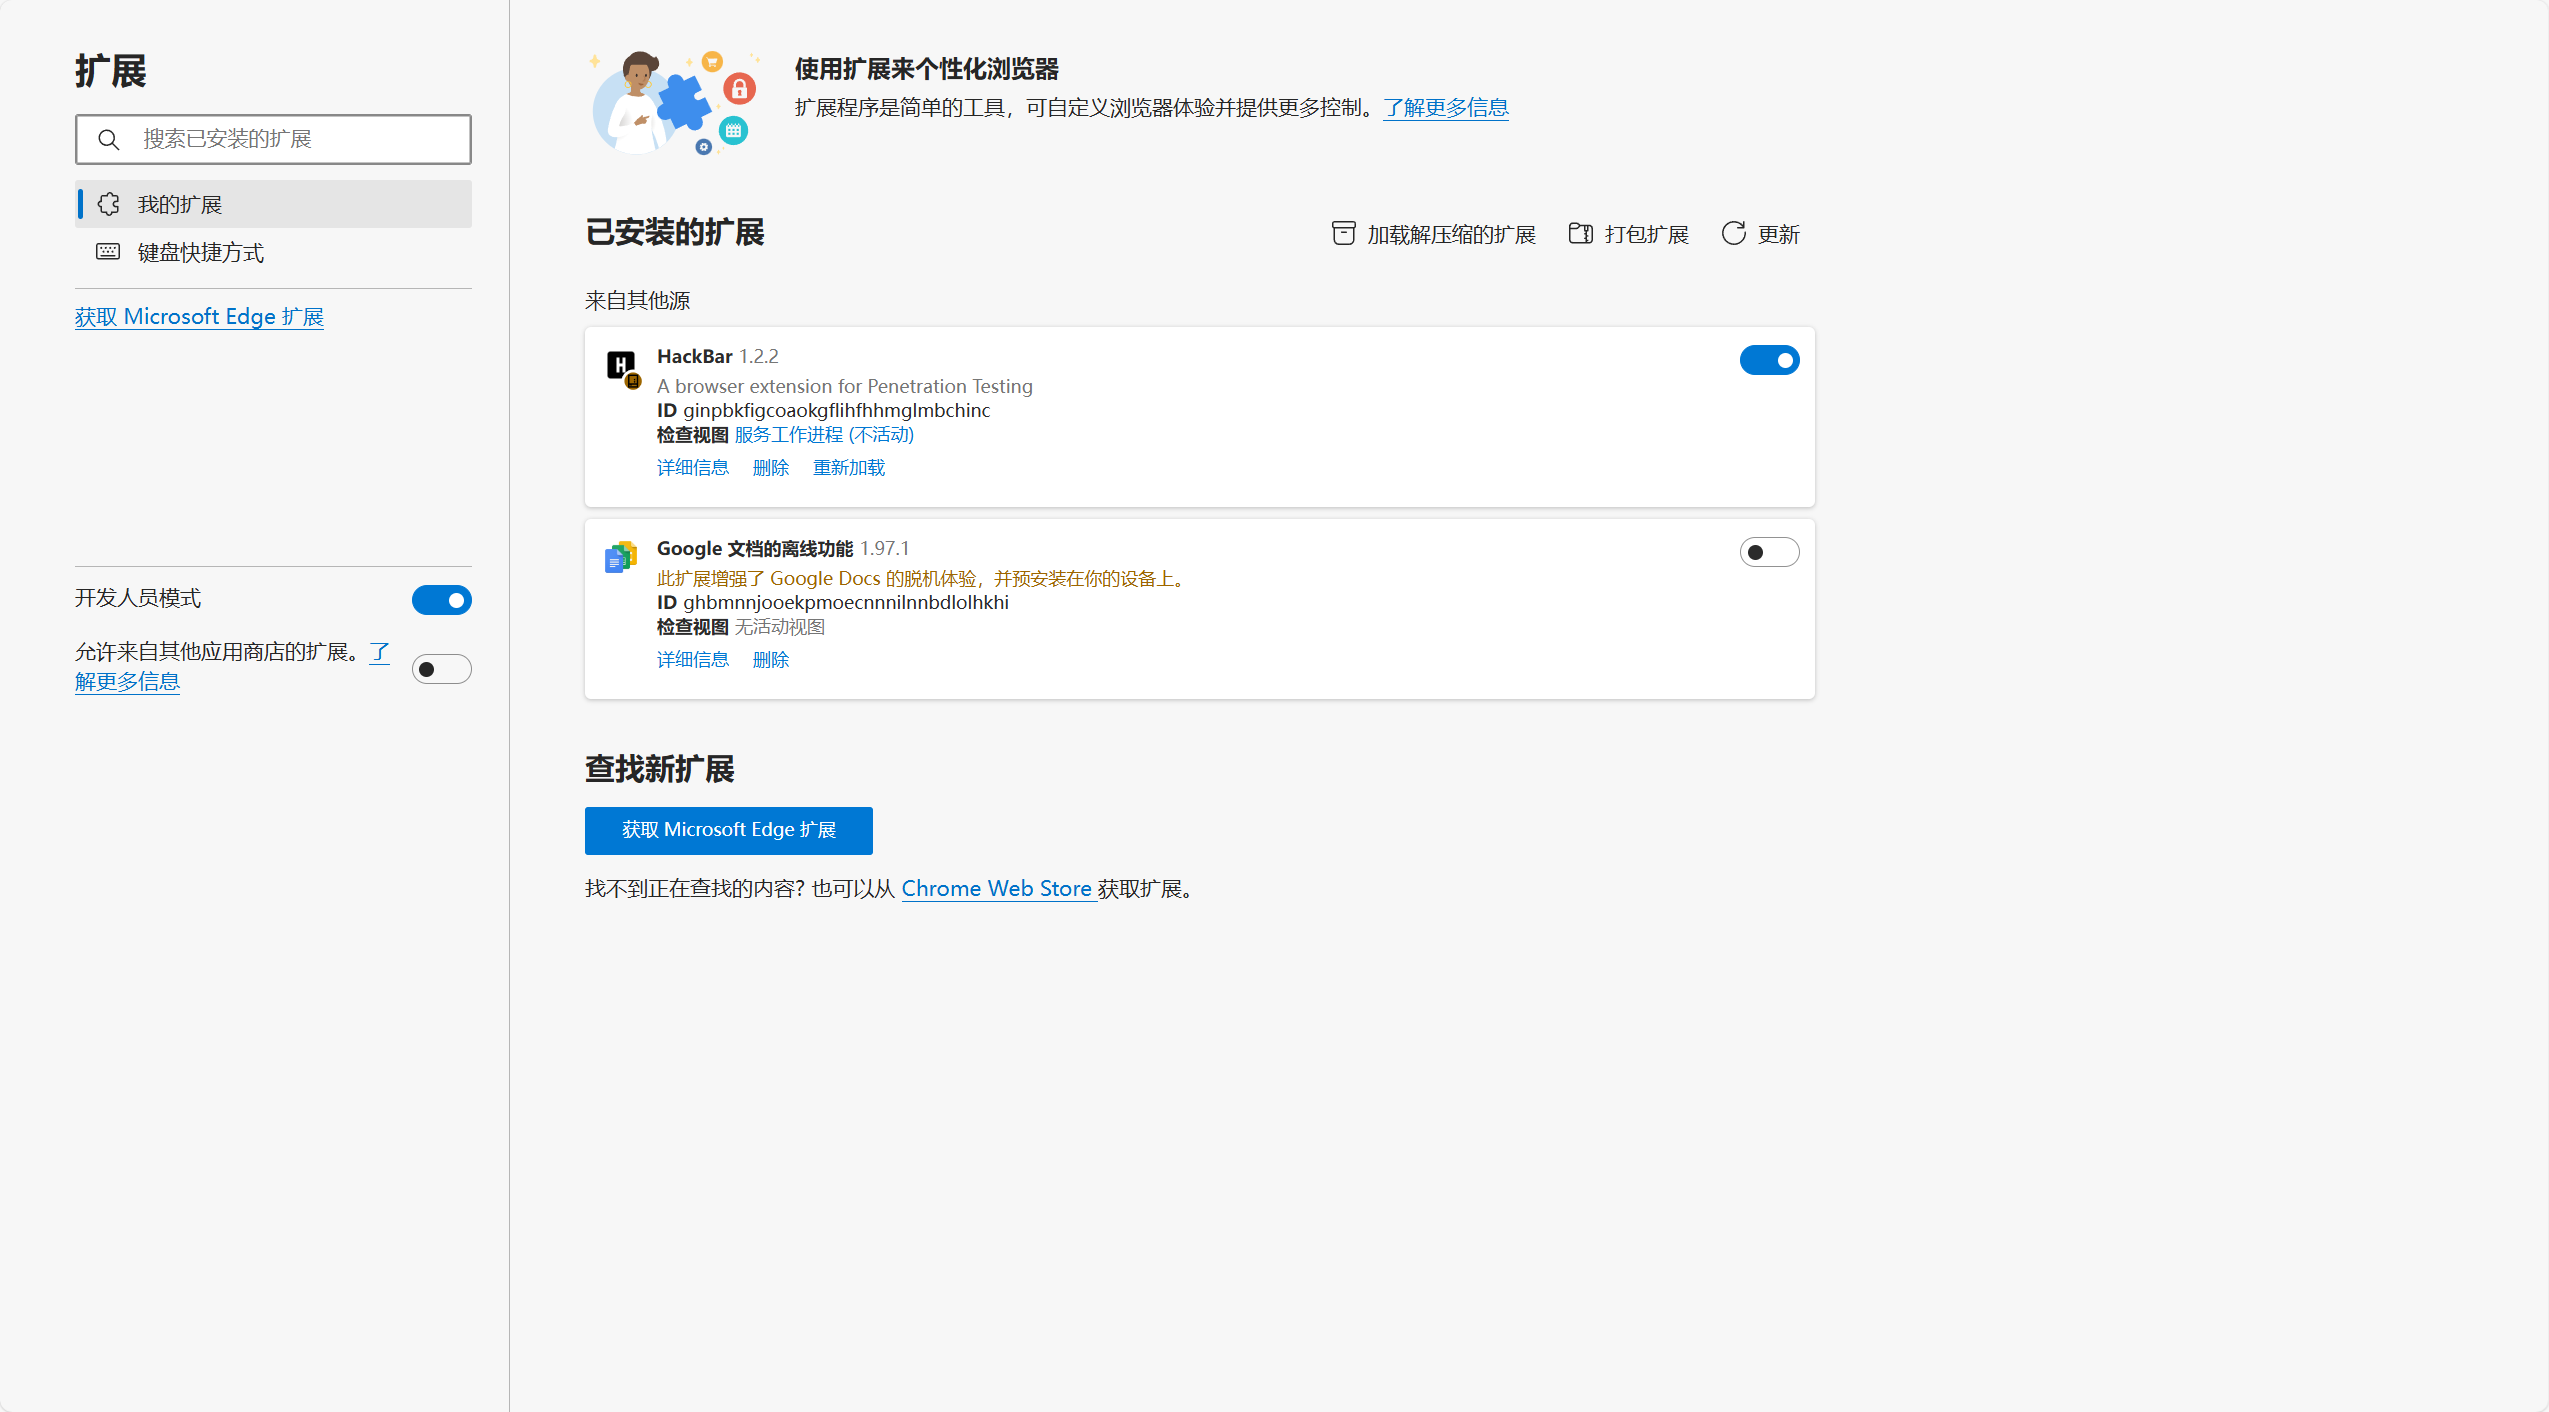 扩展
搜索已安装的扩展
我的扩展
键盘快捷方式
获取 Microsoft Edge 扩展
开发人员模式
允许来自其他应用商店的扩展。了
解更多信息
使用扩展来个性化浏览器
扩展程序是简单的工具，可自定义浏览器体验并提供更多控制。了解更多信息
已安装的扩展
加载解压缩的扩展 打包扩展 更新
来自其他源
HackBar 1.2.2
A browser extension for Penetration Testing
ID ginpbkfigcoaokgflihfhhmglmbchinc
检查视图 服务工作进程 (不活动)
详细信息 删除 重新加载
Google 文档的离线功能 1.97.1
此扩展增强了 Google Docs 的脱机体验，并预安装在你的设备上。
ID ghbmnnjooekpmoecnnnilnnbdlolhkhi
检查视图 无活动视图
详细信息 删除
查找新扩展
获取 Microsoft Edge 扩展
找不到正在查找的内容? 也可以从 Chrome Web Store 获取扩展。